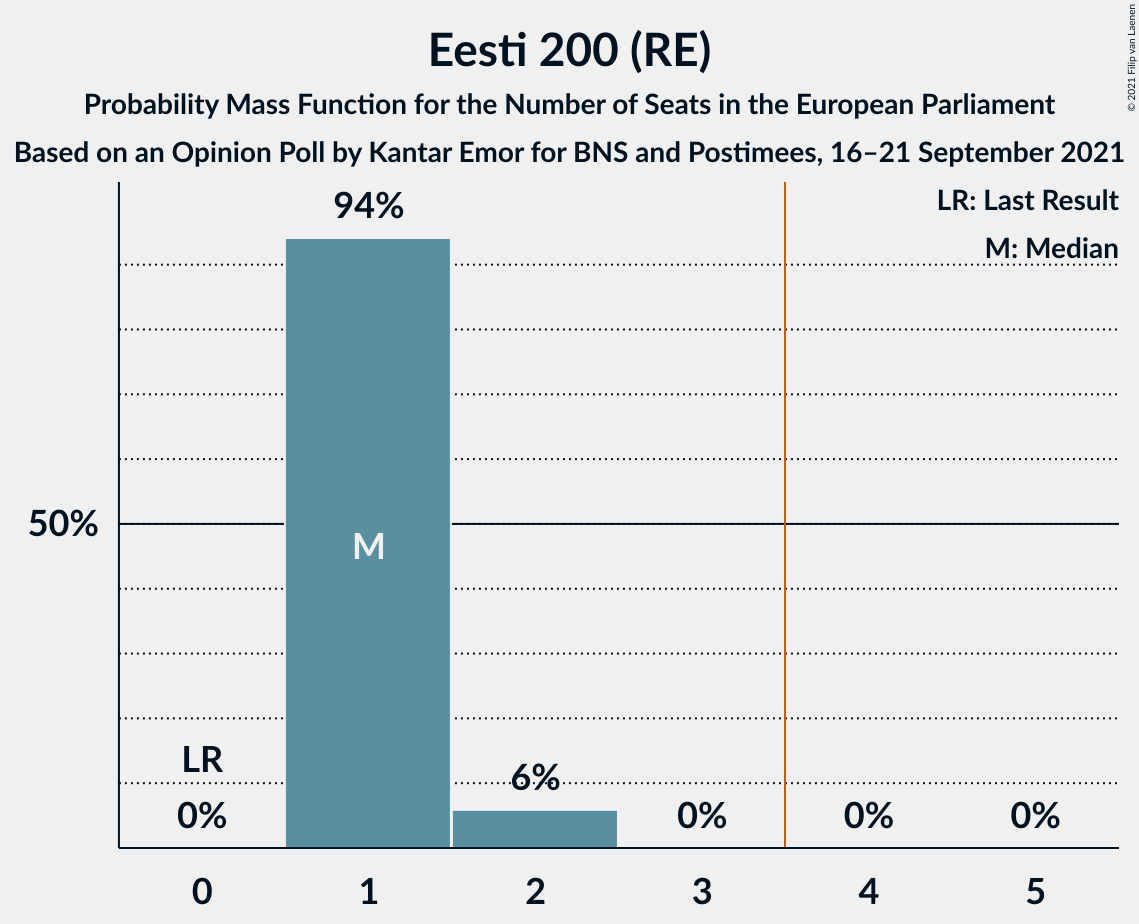 Eesti 200 (RE)
Probability Mass Function for the Number of Seats in the European Parliament
Based on an Opinion Poll by Kantar Emor for BNS and Postimees, 16–21 September 2021
© 2021 Filip van Laenen
LR: Last Result
M: Median
94%
50%
M
LR
6%
0%
0%
0%
0%
0 1 2 3 4 5